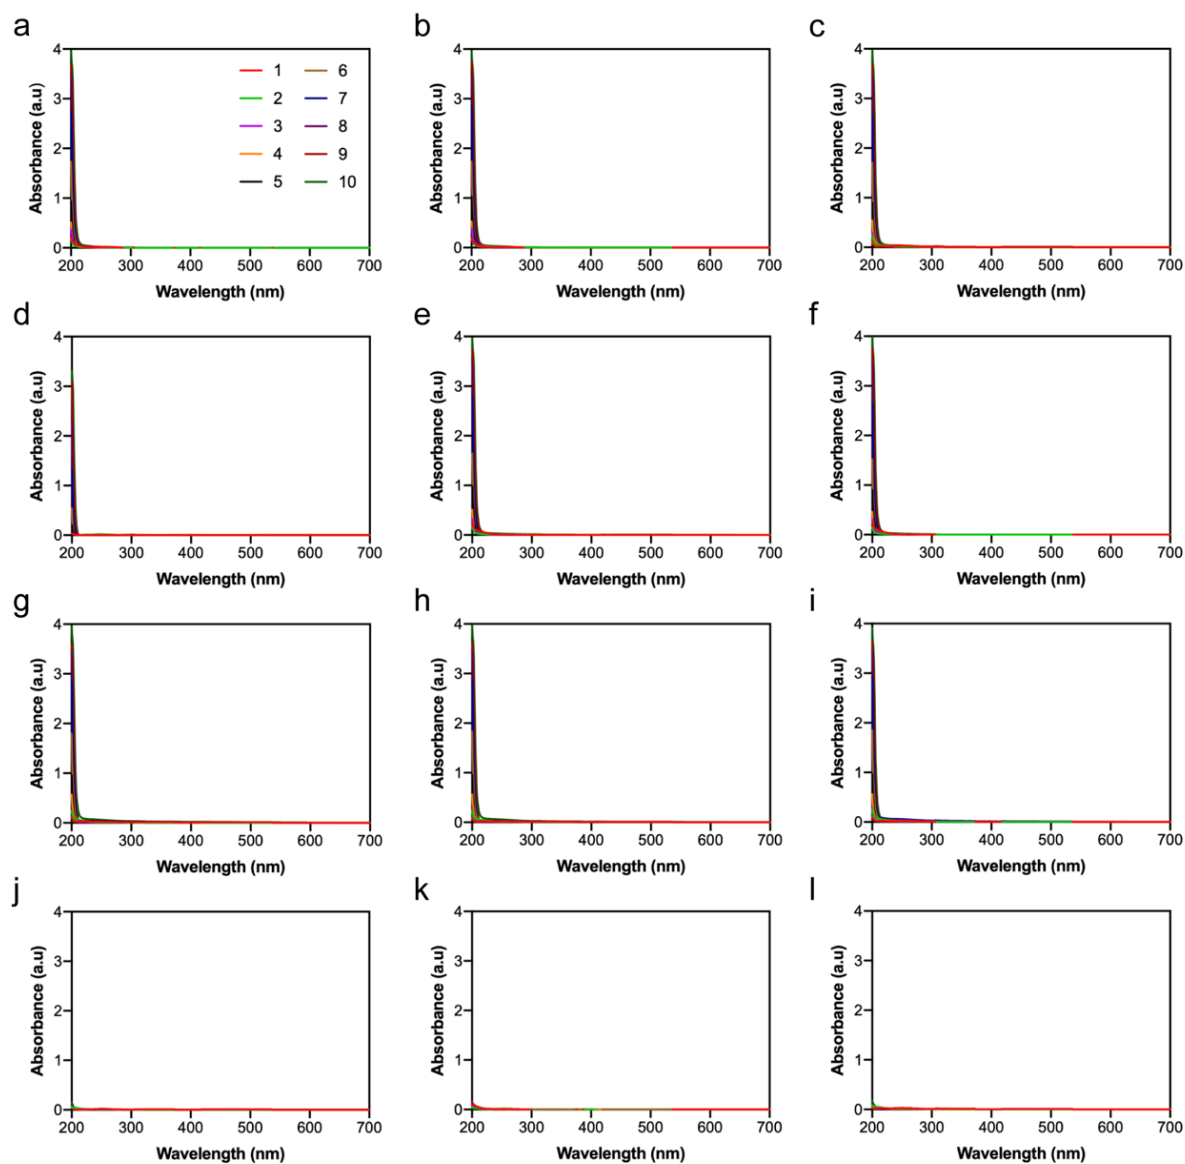 a b c
4 4 4
1 6
3 2 7 3 3
3 8
2 4 9 2 2
1 5 10 1 1
0 0 0
200 300 400 500 600 700 200 300 400 500 600 700 200 300 400 500 600 700
Absorbance (a.u) Absorbance (a.u) Absorbance (a.u)
Wavelength (nm) Wavelength (nm) Wavelength (nm)
d e f
4 4 4
3 3 3
2 2 2
1 1 1
0 0 0
200 300 400 500 600 700 200 300 400 500 600 700 200 300 400 500 600 700
Absorbance (a.u) Absorbance (a.u) Absorbance (a.u)
Wavelength (nm) Wavelength (nm) Wavelength (nm)
g h i
4 4 4
3 3 3
2 2 2
1 1 1
0 0 0
200 300 400 500 600 700 200 300 400 500 600 700 200 300 400 500 600 700
Absorbance (a.u) Absorbance (a.u) Absorbance (a.u)
Wavelength (nm) Wavelength (nm) Wavelength (nm)
j k l
4 4 4
3 3 3
2 2 2
1 1 1
0 0 0
200 300 400 500 600 700 200 300 400 500 600 700 200 300 400 500 600 700
Absorbance (a.u) Absorbance (a.u) Absorbance (a.u)
Wavelength (nm) Wavelength (nm) Wavelength (nm)